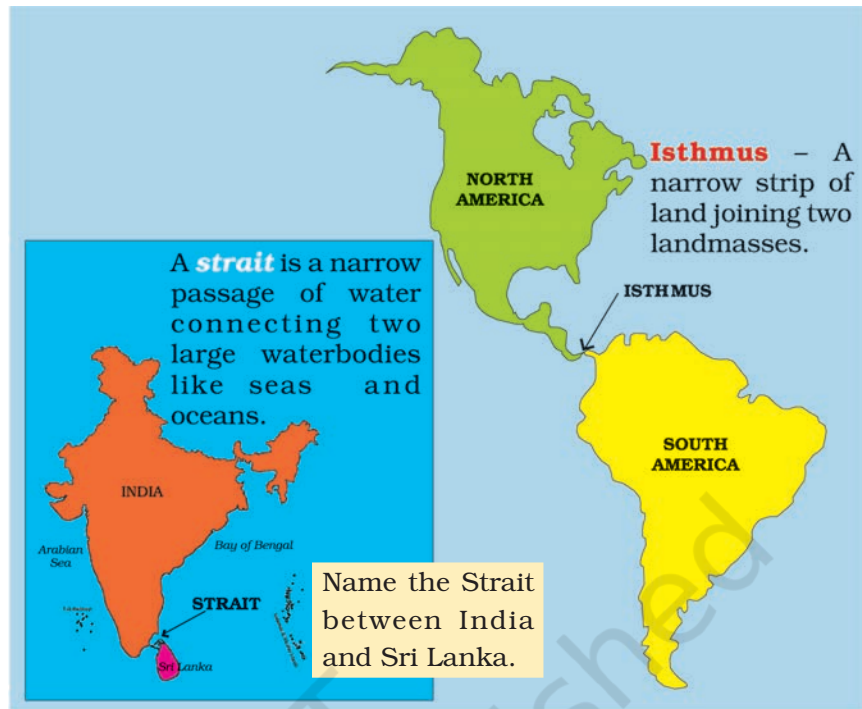 NORTH
AMERICA
Isthmus – A
narrow strip of
land joining two
landmasses.
ISTHMUS
SOUTH
AMERICA
A strait is a narrow
passage of water
connecting two
large waterbodies
like seas and
oceans.
INDIA
Arabian
Sea
Bay of Bengal
STRAIT
Sri Lanka
Name the Strait
between India
and Sri Lanka.
shed